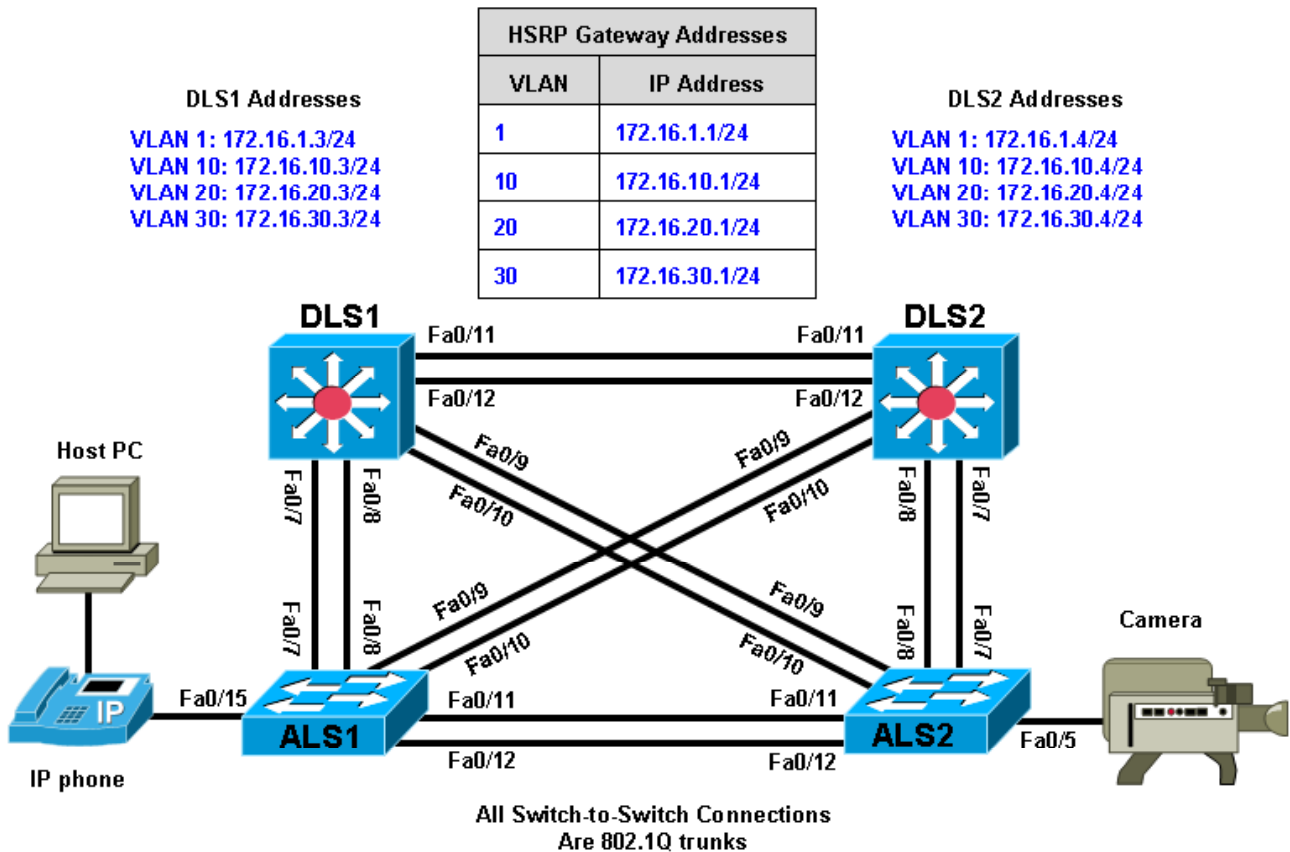 HSRP Gateway Addresses
VLAN IP Address
1 172.16.1.1/24
10 172.16.10.1/24
20 172.16.20.1/24
30 172.16.30.1/24
DLS1 Addresses
VLAN 1: 172.16.1.3/24
VLAN 10: 172.16.10.3/24
VLAN 20: 172.16.20.3/24
VLAN 30: 172.16.30.3/24
DLS2 Addresses
VLAN 1: 172.16.1.4/24
VLAN 10: 172.16.10.4/24
VLAN 20: 172.16.20.4/24
VLAN 30: 172.16.30.4/24
DLS1
DLS2
Fa0/11
Fa0/11
Fa0/12
Fa0/12
Host PC
Fa0/7
Fa0/8
Fa0/9
Fa0/10
Fa0/9
Fa0/10
Fa0/8
Fa0/7
Fa0/7
Fa0/8
Fa0/9
Fa0/10
Fa0/9
Fa0/10
Fa0/8
Fa0/7
Camera
IP
Fa0/15
ALS1
Fa0/11
Fa0/11
ALS2
Fa0/5
Fa0/12
Fa0/12
IP phone
All Switch-to-Switch Connections
Are 802.1Q trunks